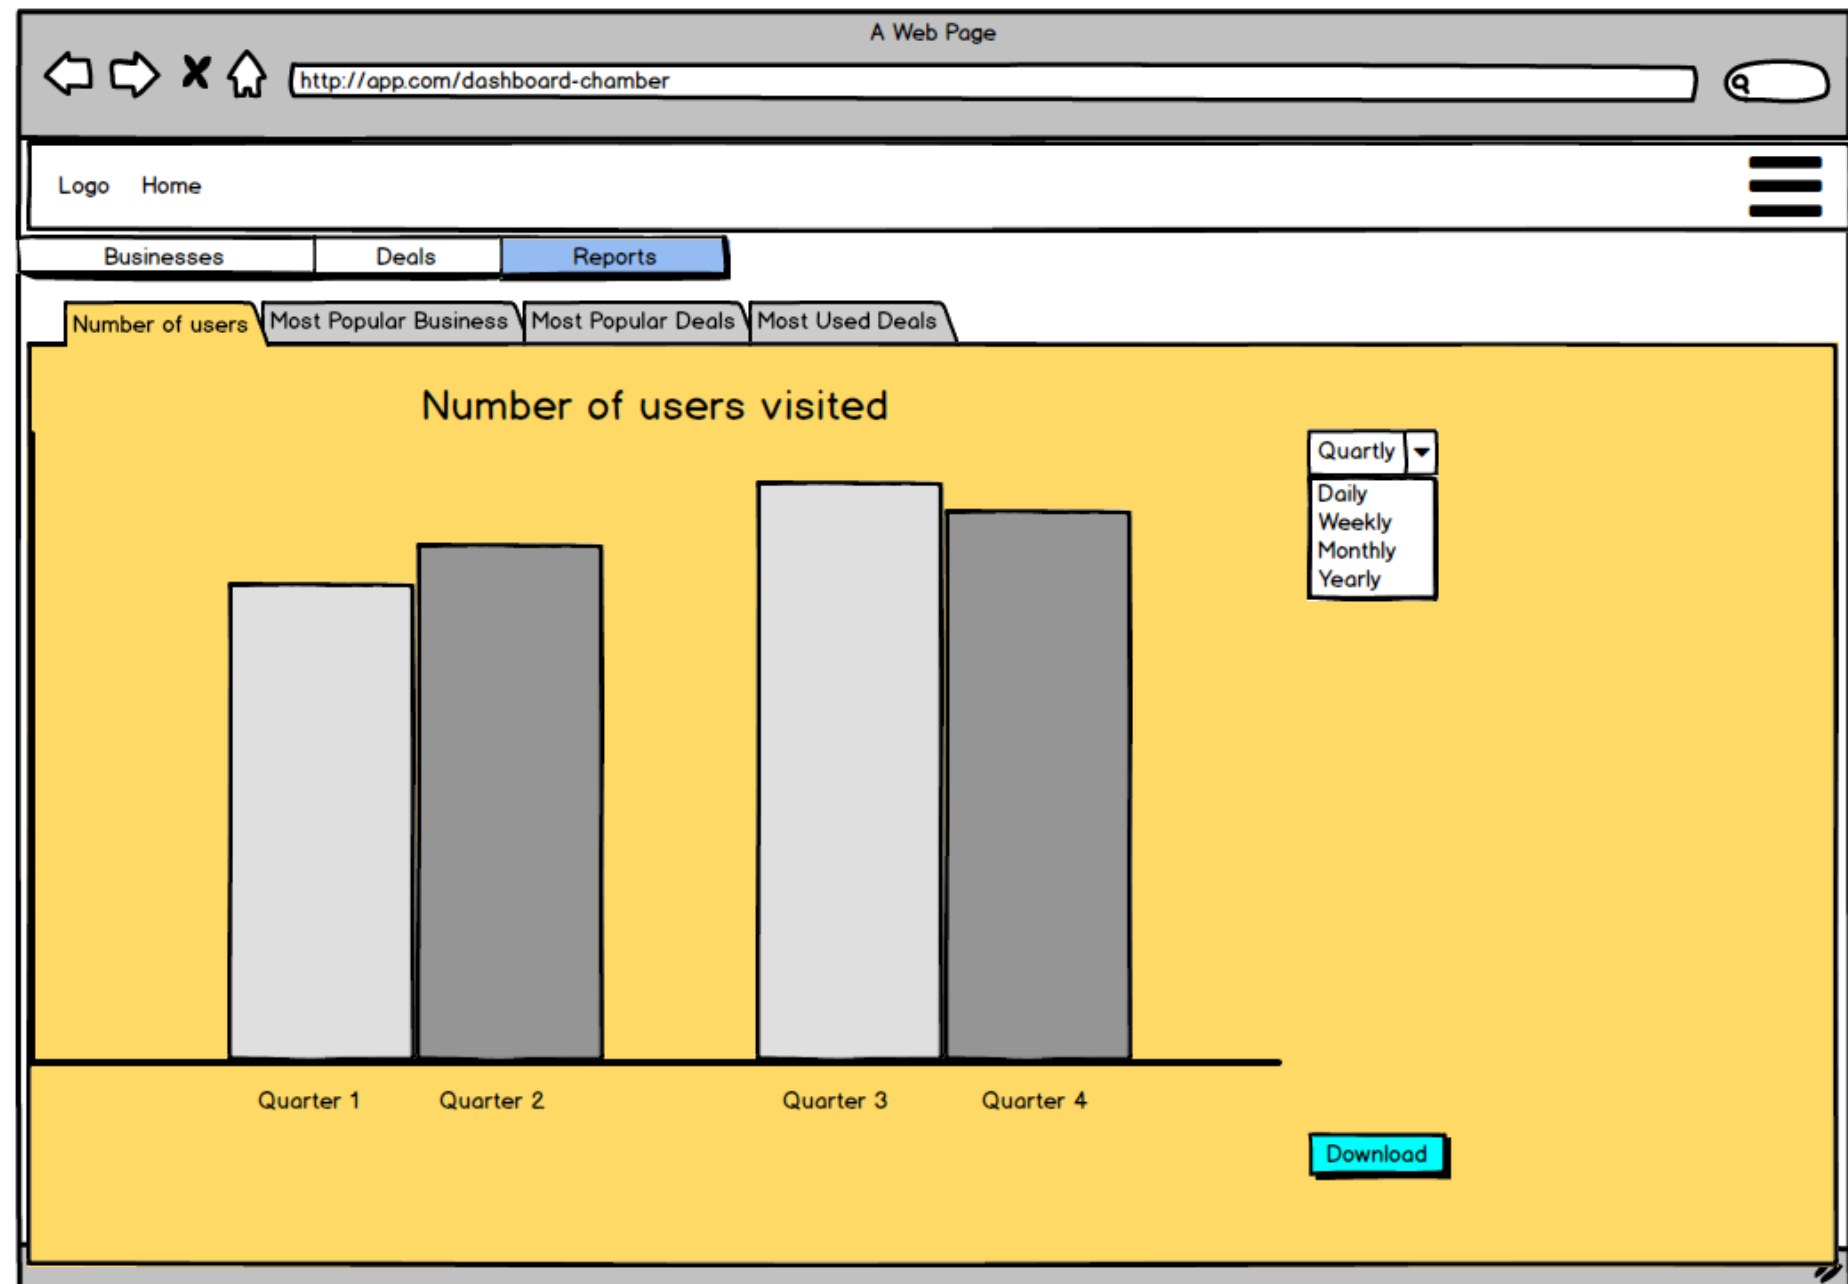 A Web Page
http://app.com/dashboard-chamber
Logo Home
Businesses Deals Reports
Number of users Most Popular Business Most Popular Deals Most Used Deals
Number of users visited
Quartly
Daily
Weekly
Monthly
Yearly
Quarter 1 Quarter 2 Quarter 3 Quarter 4
Download